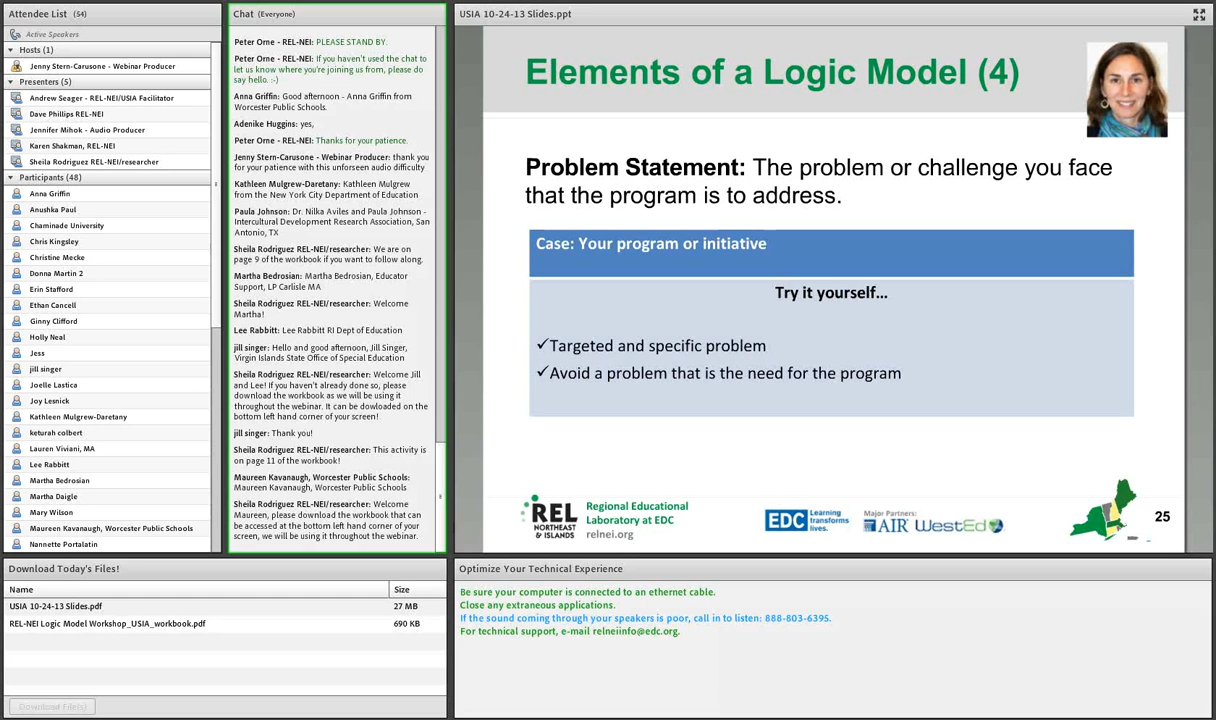 Attendee List (54)
Active Speakers
Hosts (1)
Jenny Stern-Carusone - Webinar Producer
Presenters (5)
Andrew Seager - REL-NEI/USIA Facilitator
Dave Phillips REL-NEI
Jennifer Mihok - Audio Producer
Karen Shakman, REL-NEI
Sheila Rodriguez REL-NEI/researcher
Participants (48)
Anna Griffin
Anushka Paul
Chaminade University
Chris Kingsley
Christine Mecke
Donna Martin 2
Erin Stafford
Ethan Cancell
Ginny Clifford
Holly Neal
Jess
jill singer
Joelle Lastica
Joy Lesnick
Kathleen Mulgrew-Daretany
keturah colbert
Lauren Viviani, MA
Lee Rabbitt
Martha Bedrosian
Martha Daigle
Mary Wilson
Maureen Kavanaugh, Worcester Public Schools
Nannette Portalatin
Chat (Everyone)
Peter Orne - REL-NEI: PLEASE STAND BY.
Peter Orne - REL-NEI: If you haven't used the chat to
let us know where you're joining us from, please do
say hello. :-)
Anna Griffin: Good afternoon - Anna Griffin from
Worcester Public Schools.
Adenike Huggins: yes,
Peter Orne - REL-NEI: Thanks for your patience.
Jenny Stern-Carusone - Webinar Producer: thank you
for your patience with this unforseen audio difficulty
Kathleen Mulgrew-Daretany: Kathleen Mulgrew
from the New York City Department of Education
Paula Johnson: Dr. Nilka Aviles and Paula Johnson -
Intercultural Development Research Association, San
Antonio, TX
Sheila Rodriguez REL-NEI/researcher: We are on
page 9 of the workbook if you want to follow along.
Martha Bedrosian: Martha Bedrosian, Educator
Support, LP Carlisle MA
Sheila Rodriguez REL-NEI/researcher: Welcome
Martha!
Lee Rabbitt: Lee Rabbitt RI Dept of Education
jill singer: Hello and good afternoon, Jill Singer,
Virgin Islands State Office of Special Education
Sheila Rodriguez REL-NEI/researcher: Welcome Jill
and Lee! If you haven't already done so, please
download the workbook as we will be using it
throughout the webinar. It can be dowloaded on the
bottom left hand corner of your screen!
jill singer: Thank you!
Sheila Rodriguez REL-NEI/researcher: This activity is
on page 11 of the workbook!
Maureen Kavanaugh, Worcester Public Schools:
Maureen Kavanaugh, Worcester Public Schools
Sheila Rodriguez REL-NEI/researcher: Welcome
Maureen, please download the workbook that can
be accessed at the bottom left hand corner of your
screen, we will be using it throughout the webinar.
USIA 10-24-13 Slides.ppt
Elements of a Logic Model (4)
Problem Statement: The problem or challenge you face
that the program is to address.
Case: Your program or initiative
Try it yourself...
✓Targeted and specific problem
✓Avoid a problem that is the need for the program
REL
NORTHEAST
& ISLANDS
Regional Educational
Laboratory at EDC
relnei.org
EDC Learning
transforms
lives.
Major Partners:
AIR WestEd
25
Download Today's Files!
Name Size
USIA 10-24-13 Slides.pdf 27 MB
REL-NEI Logic Model Workshop_USIA_workbook.pdf 690 KB
Download File(s)
Optimize Your Technical Experience
Be sure your computer is connected to an ethernet cable.
Close any extraneous applications.
If the sound coming through your speakers is poor, call in to listen: 888-803-6395.
For technical support, e-mail relneiinfo@edc.org.